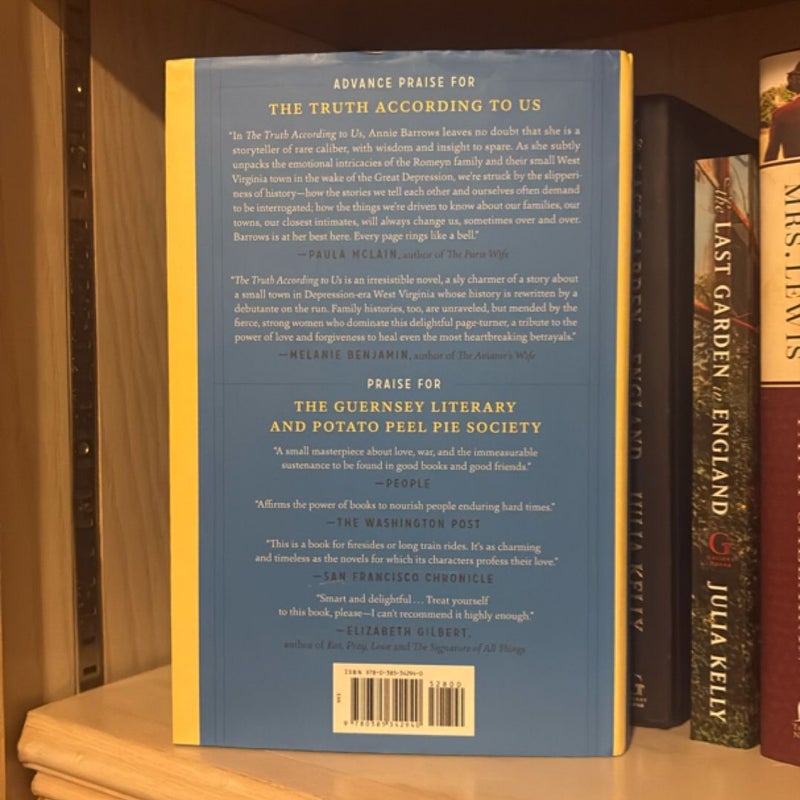 ADVANCE PRAISE FOR
THE TRUTH ACCORDING TO US
"In The Truth According to Us, Annie Barrows leaves no doubt that she is a
storyteller of rare caliber, with wisdom and insight to spare. As she subtly
unpacks the emotional intricacies of the Romeyn family and their small West
Virginia town in the wake of the Great Depression, we're struck by the slipperi-
ness of history—how the stories we tell each other and ourselves often demand
to be interrogated; how the things we're driven to know about our families, our
towns, our closest intimates, will always change us, sometimes over and over.
Barrows is at her best here. Every page rings like a bell."
—PAULA MCLAIN, author of The Paris Wife
"The Truth According to Us is an irresistible novel, a sly charmer of a story about
a small town in Depression-era West Virginia whose history is rewritten by a
debutante on the run. Family histories, too, are unraveled, but mended by the
fierce, strong women who dominate this delightful page-turner, a tribute to the
power of love and forgiveness to heal even the most heartbreaking betrayals."
—MELANIE BENJAMIN, author of The Aviator's Wife
PRAISE FOR
THE GUERNSEY LITERARY
AND POTATO PEEL PIE SOCIETY
"A small masterpiece about love, war, and the immeasurable
sustenance to be found in good books and good friends."
—PEOPLE
"Affirms the power of books to nourish people enduring hard times."
—THE WASHINGTON POST
"This is a book for firesides or long train rides. It's as charming
and timeless as the novels for which its characters profess their love."
—SAN FRANCISCO CHRONICLE
"Smart and delightful . . . Treat yourself
to this book, please—I can't recommend it highly enough."
—ELIZABETH GILBERT,
author of Eat, Pray, Love and The Signature of All Things
ISBN 978-0-385-34294-0
52800
9 780385 342940
The LAST GARDEN in ENGLAND
G
JULIA KELLY
ENGLAND
JULIA KELLY
MRS. LEWIS